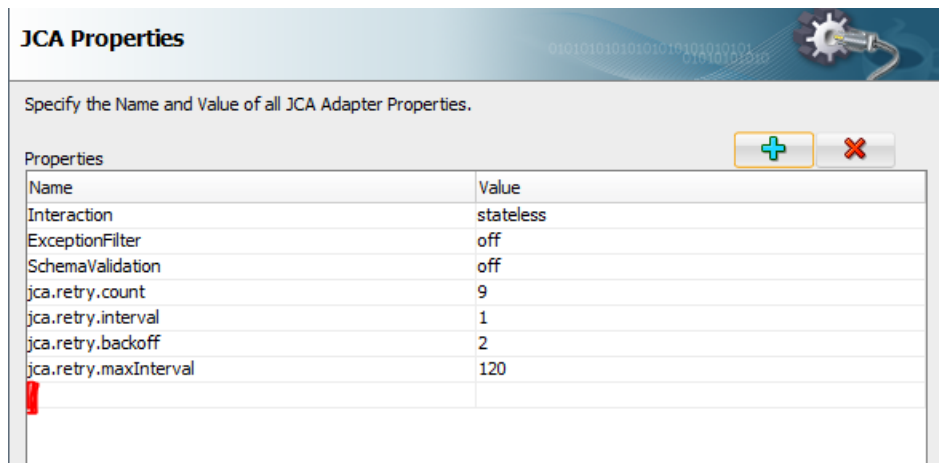 JCA Properties
010101010101010101010101
01010101010
Specify the Name and Value of all JCA Adapter Properties.
Properties
Name Value
Interaction stateless
ExceptionFilter off
SchemaValidation off
jca.retry.count 9
jca.retry.interval 1
jca.retry.backoff 2
jca.retry.maxInterval 120